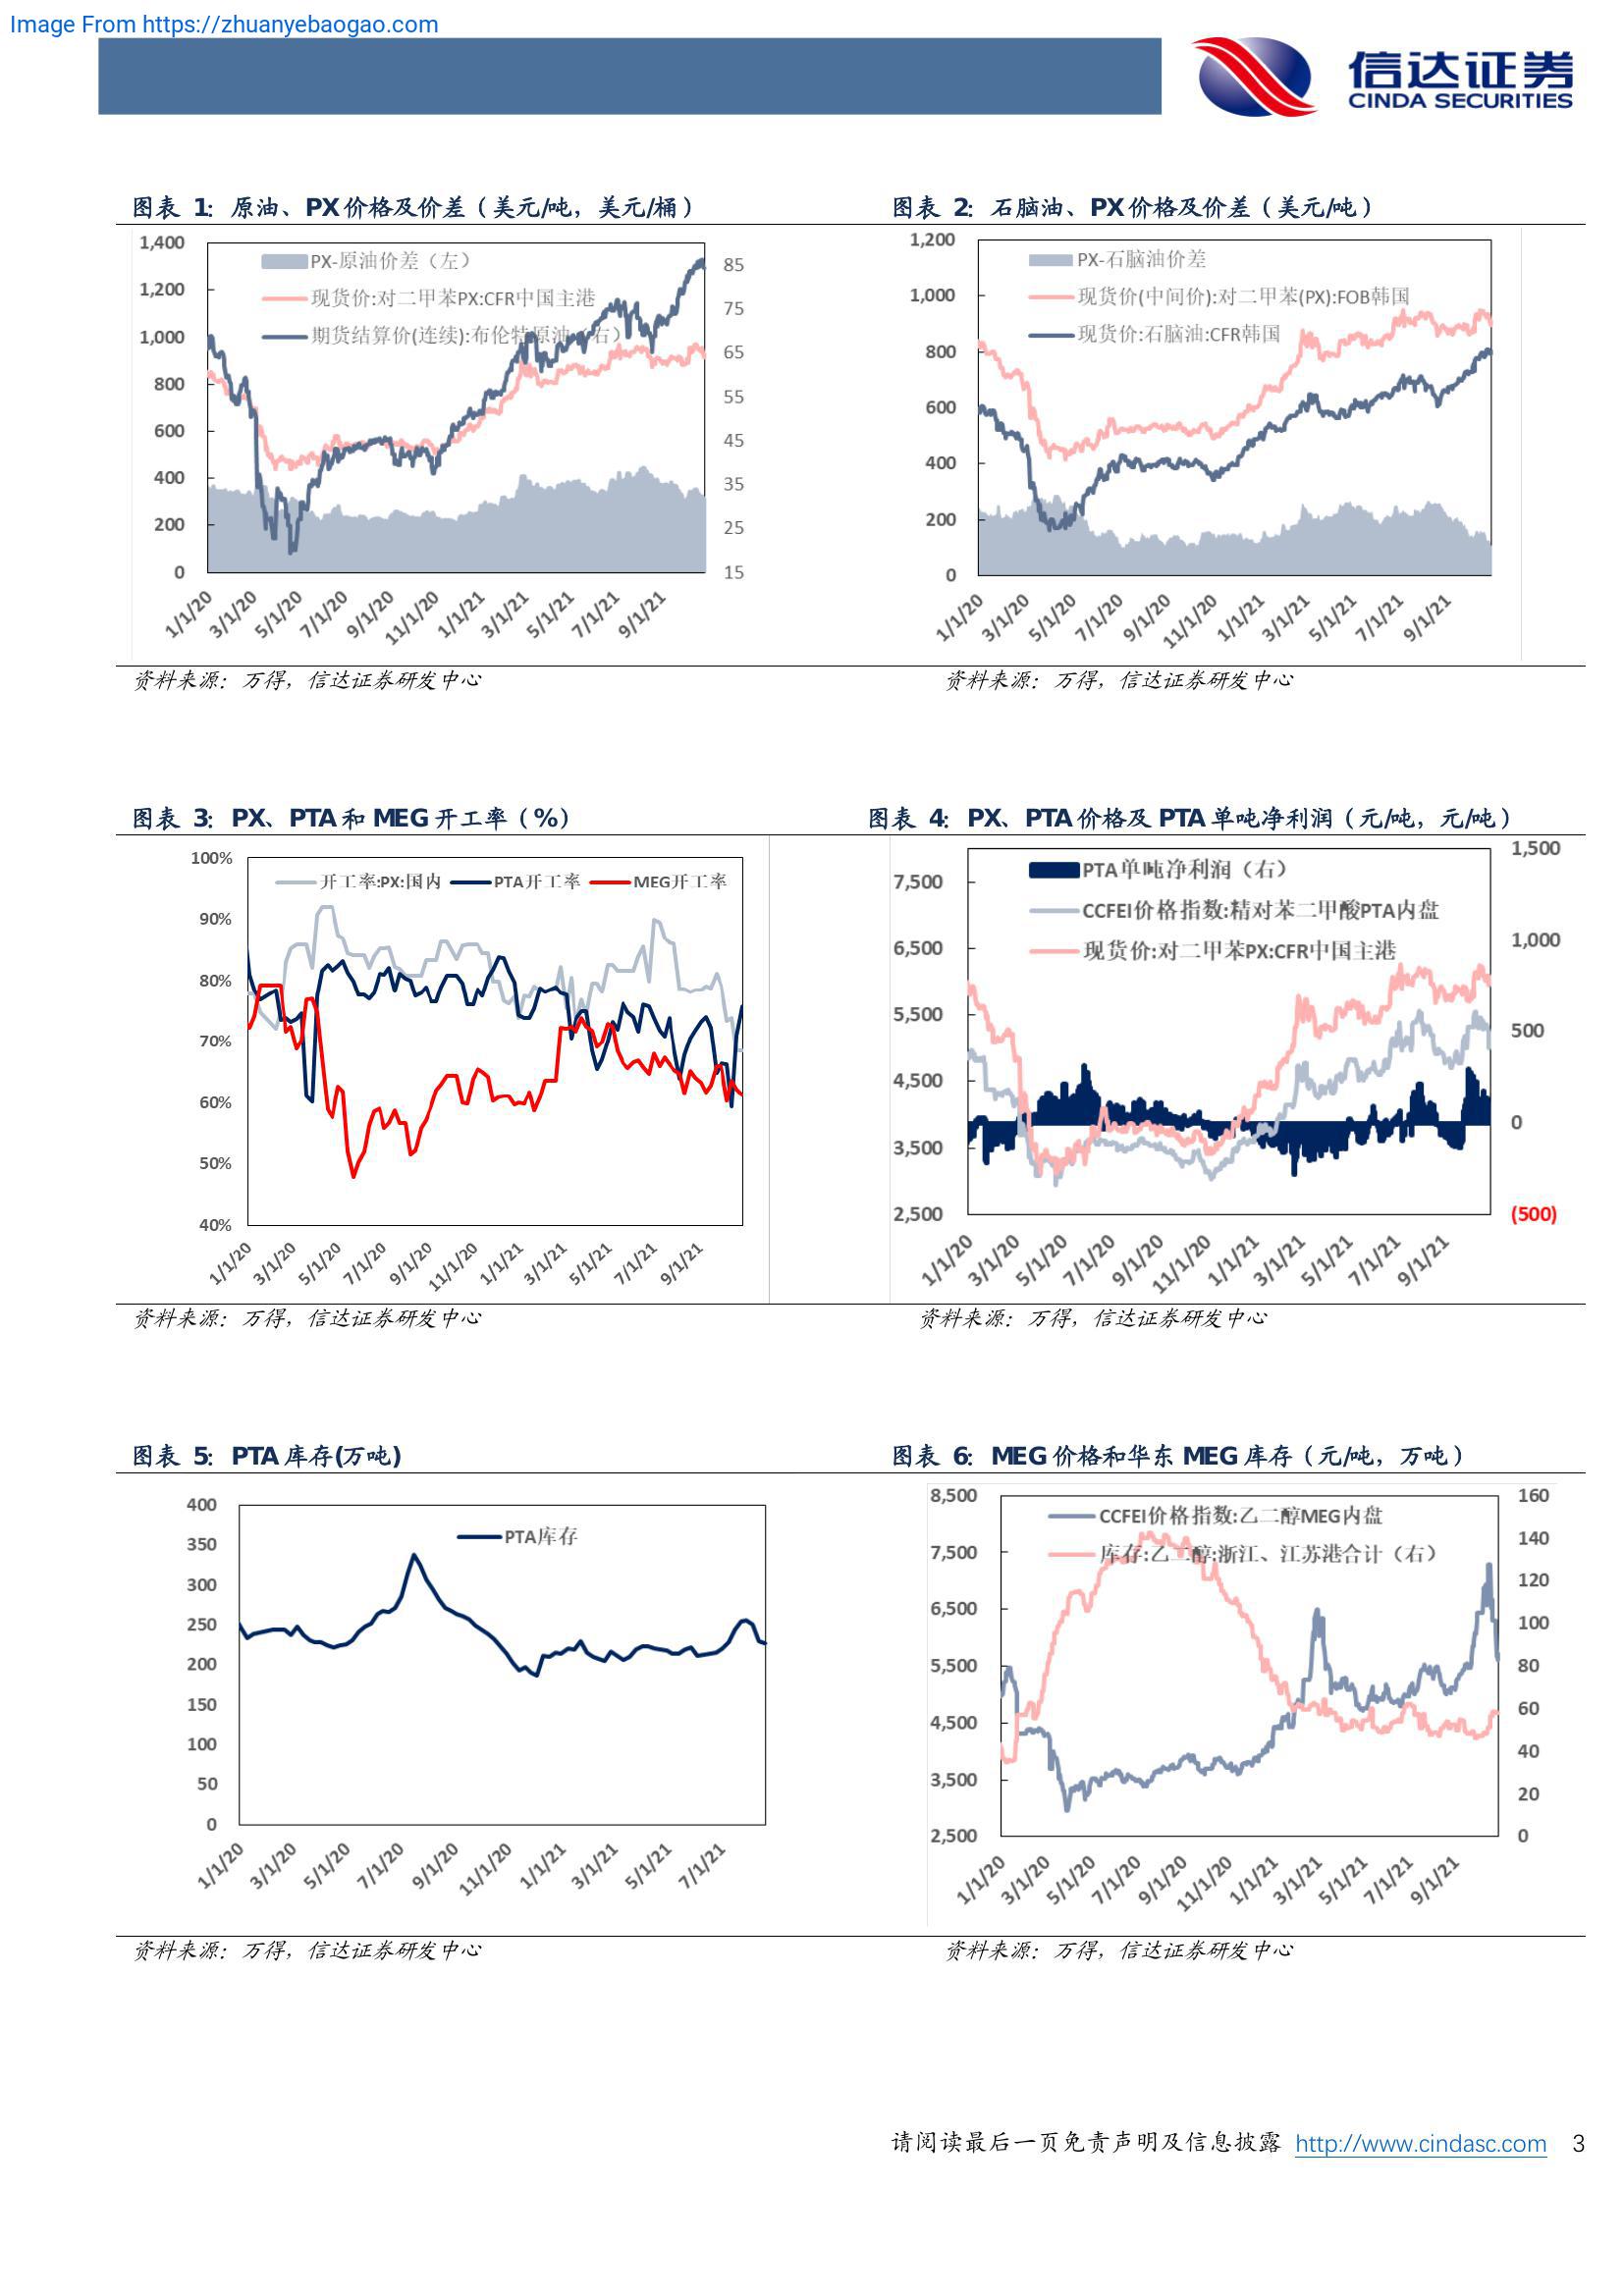 Image From https://zhuanyebaogao.com
信达证券
CINDA SECURITIES
图表 1：原油、PX 价格及价差（美元/吨，美元/桶）
1,400
1,200
1,000
800
600
400
200
0
PX-原油价差（左）
现货价:对二甲苯PX:CFR中国主港
期货结算价(连续):布伦特原油（右）
85
75
65
55
45
35
25
15
1/1/20 3/1/20 5/1/20 7/1/20 9/1/20 11/1/20 1/1/21 3/1/21 5/1/21 7/1/21 9/1/21
资料来源：万得，信达证券研发中心
图表 2：石脑油、PX 价格及价差（美元/吨）
1,200
1,000
800
600
400
200
0
PX-石脑油价差
现货价(中间价):对二甲苯(PX):FOB韩国
现货价:石脑油:CFR韩国
1/1/20 3/1/20 5/1/20 7/1/20 9/1/20 11/1/20 1/1/21 3/1/21 5/1/21 7/1/21 9/1/21
资料来源：万得，信达证券研发中心
图表 3：PX、PTA 和 MEG 开工率（%）
100%
90%
80%
70%
60%
50%
40%
开工率:PX:国内 PTA开工率 MEG开工率
1/1/20 3/1/20 5/1/20 7/1/20 9/1/20 11/1/20 1/1/21 3/1/21 5/1/21 7/1/21 9/1/21
资料来源：万得，信达证券研发中心
图表 4：PX、PTA 价格及 PTA 单吨净利润（元/吨，元/吨）
7,500
6,500
5,500
4,500
3,500
2,500
PTA单吨净利润（右）
CCFEI价格指数:精对苯二甲酸PTA内盘
现货价:对二甲苯PX:CFR中国主港
1,500
1,000
500
0
(500)
1/1/20 3/1/20 5/1/20 7/1/20 9/1/20 11/1/20 1/1/21 3/1/21 5/1/21 7/1/21 9/1/21
资料来源：万得，信达证券研发中心
图表 5：PTA 库存(万吨)
400
350
300
250
200
150
100
50
0
PTA库存
1/1/20 3/1/20 5/1/20 7/1/20 9/1/20 11/1/20 1/1/21 3/1/21 5/1/21 7/1/21
资料来源：万得，信达证券研发中心
图表 6：MEG 价格和华东 MEG 库存（元/吨，万吨）
8,500
7,500
6,500
5,500
4,500
3,500
2,500
CCFEI价格指数:乙二醇MEG内盘
库存:乙二醇:浙江、江苏港合计（右）
160
140
120
100
80
60
40
20
0
1/1/20 3/1/20 5/1/20 7/1/20 9/1/20 11/1/20 1/1/21 3/1/21 5/1/21 7/1/21 9/1/21
资料来源：万得，信达证券研发中心
请阅读最后一页免责声明及信息披露 http://www.cindasc.com 3